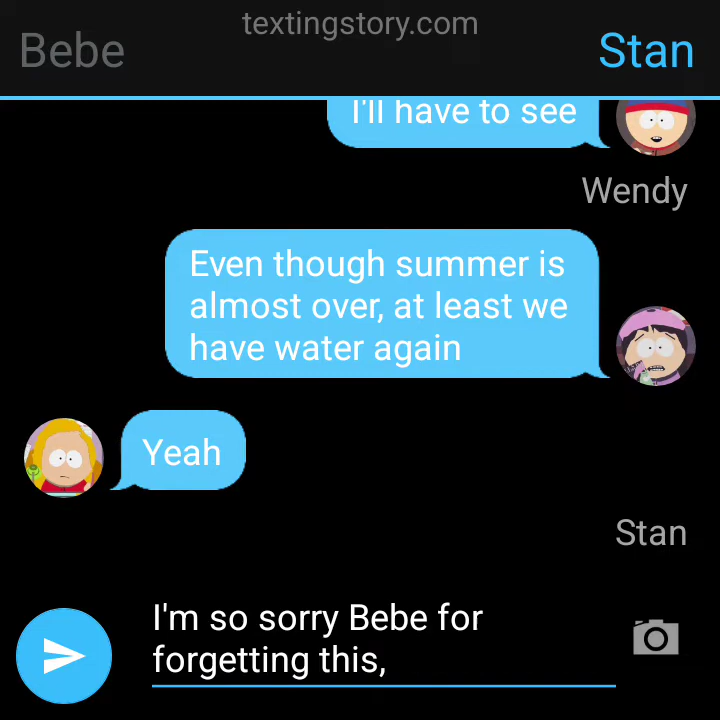 textingstory.com
Bebe
Stan
I'll have to see
Wendy
Even though summer is
almost over, at least we
have water again
Yeah
Stan
I'm so sorry Bebe for
forgetting this,